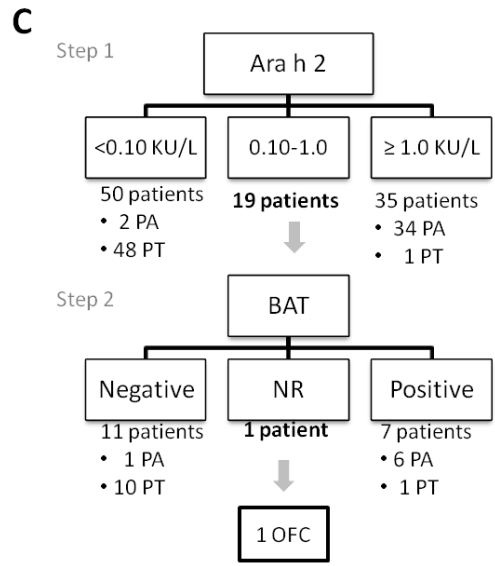 C
Step 1
Ara h 2
<0.10 KU/L
0.10-1.0
≥ 1.0 KU/L
50 patients
• 2 PA
• 48 PT
19 patients
35 patients
• 34 PA
• 1 PT
Step 2
BAT
Negative
NR
Positive
11 patients
• 1 PA
• 10 PT
1 patient
7 patients
• 6 PA
• 1 PT
1 OFC